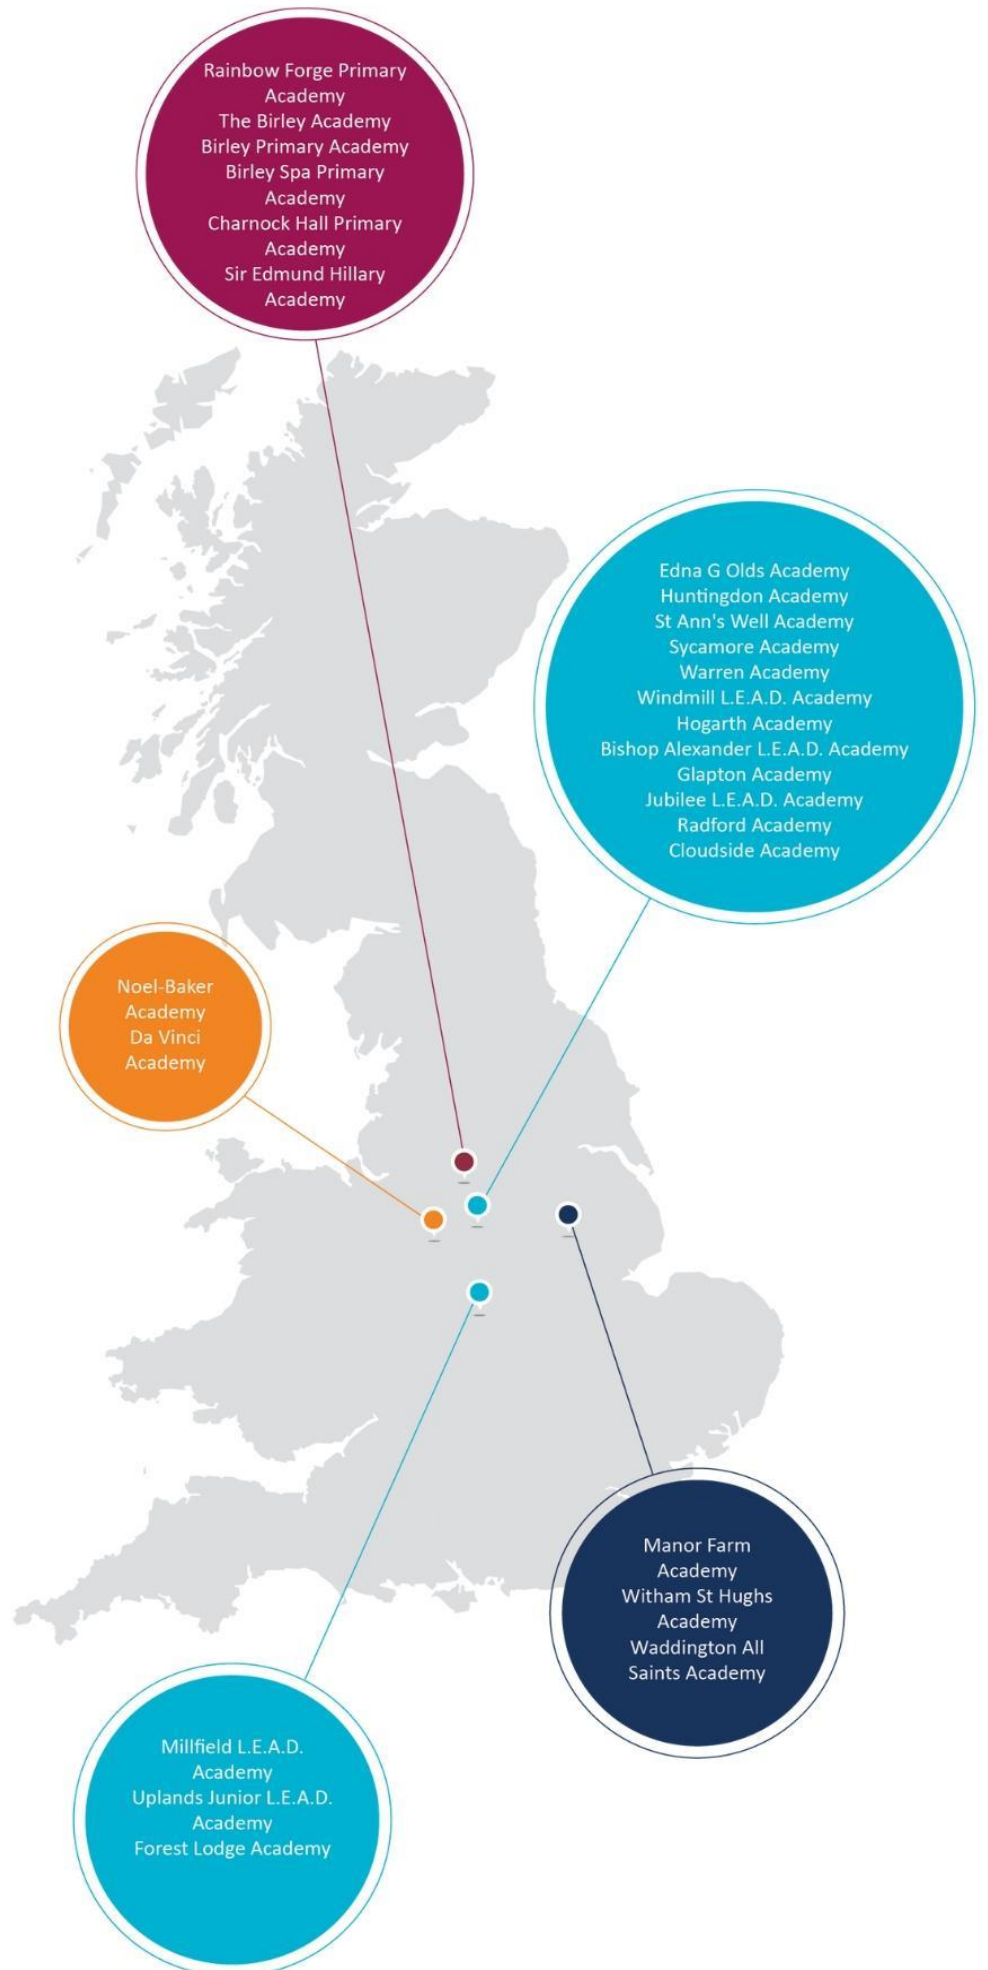 Rainbow Forge Primary
Academy
The Birley Academy
Birley Primary Academy
Birley Spa Primary
Academy
Charnock Hall Primary
Academy
Sir Edmund Hillary
Academy
Edna G Olds Academy
Huntingdon Academy
St Ann's Well Academy
Sycamore Academy
Warren Academy
Windmill L.E.A.D. Academy
Hogarth Academy
Bishop Alexander L.E.A.D. Academy
Glapton Academy
Jubilee L.E.A.D. Academy
Radford Academy
Cloudside Academy
Noel-Baker
Academy
Da Vinci
Academy
Manor Farm
Academy
Witham St Hughs
Academy
Waddington All
Saints Academy
Millfield L.E.A.D.
Academy
Uplands Junior L.E.A.D.
Academy
Forest Lodge Academy